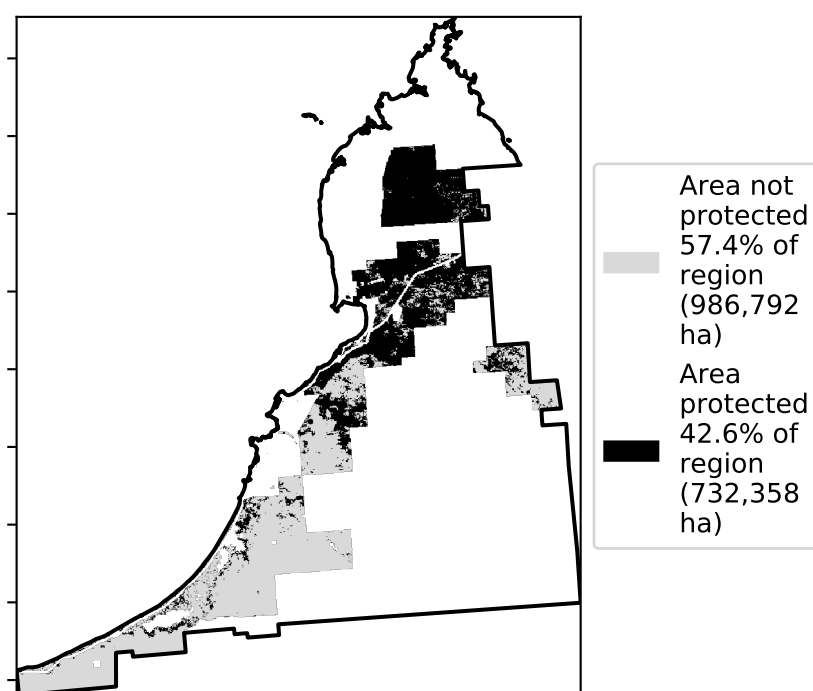 Area not
protected
57.4% of
region
(986,792
ha)
Area
protected
42.6% of
region
(732,358
ha)